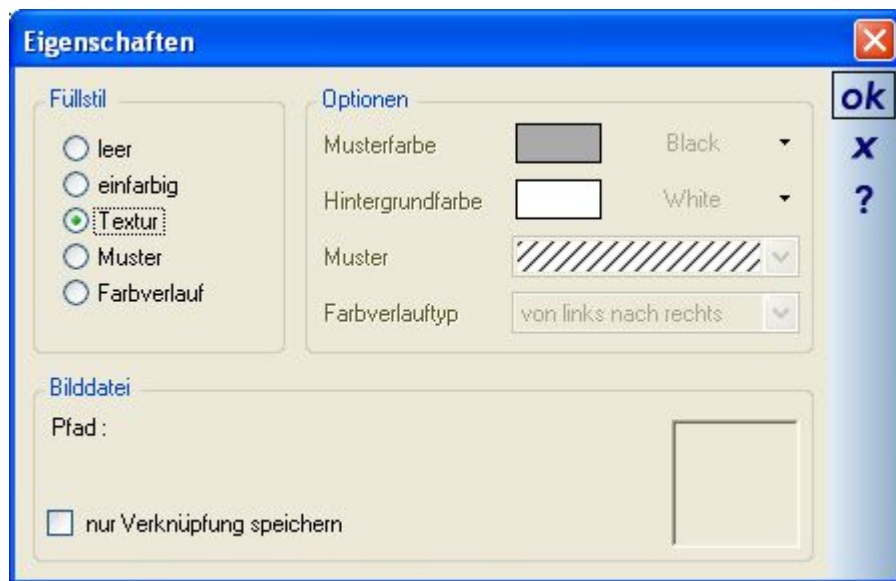 Eigenschaften
Füllstil
leer
einfarbig
Textur
Muster
Farbverlauf
Optionen
Musterfarbe Black
Hintergrundfarbe White
Muster
Farbverlauftyp von links nach rechts
Bilddatei
Pfad :
nur Verknüpfung speichern
ok
x
?